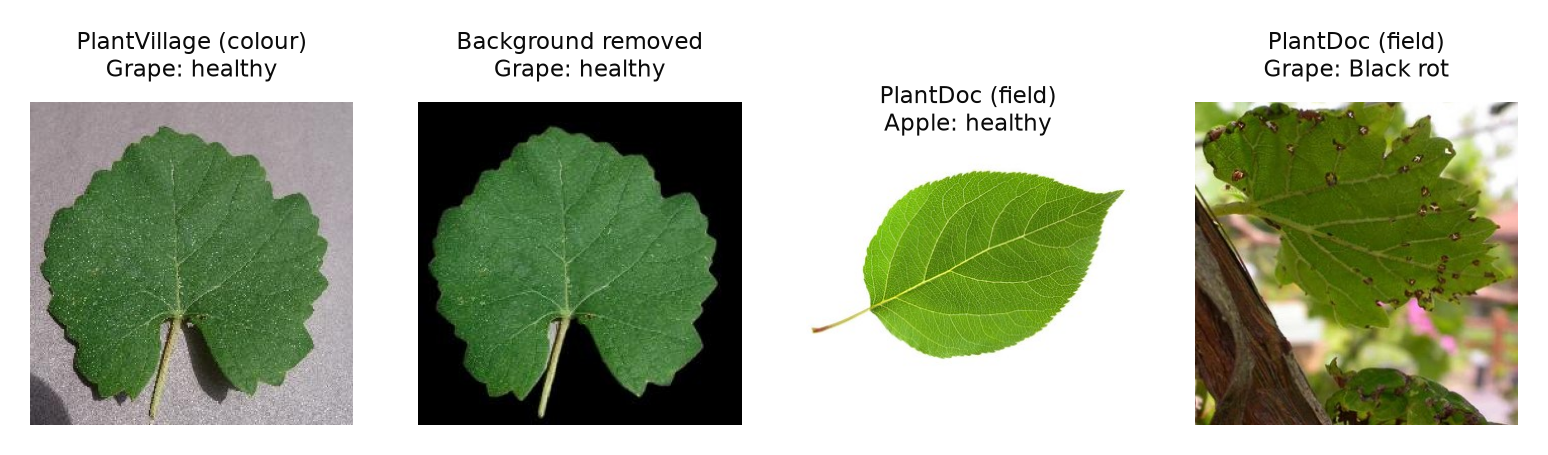 PlantVillage (colour)
Grape: healthy
Background removed
Grape: healthy
PlantDoc (field)
Apple: healthy
PlantDoc (field)
Grape: Black rot